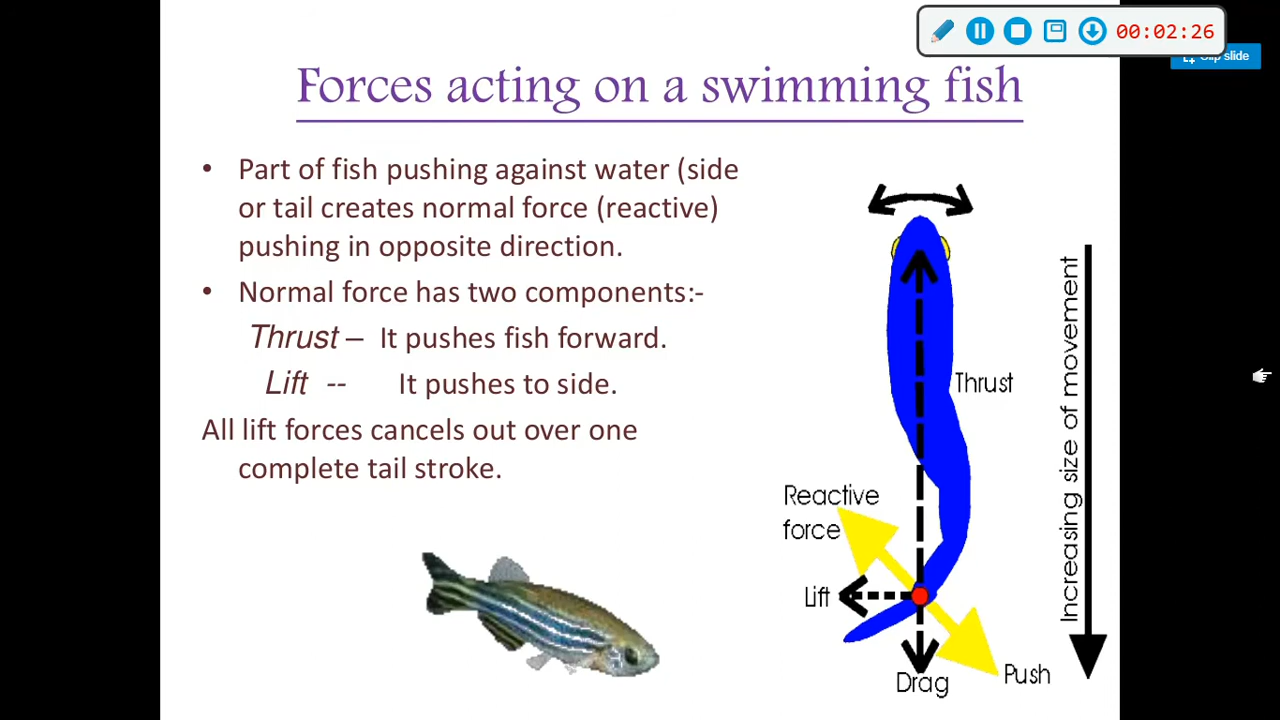 00:02:26
Clip slide
Forces acting on a swimming fish
• Part of fish pushing against water (side
or tail creates normal force (reactive)
pushing in opposite direction.
• Normal force has two components:-
Thrust – It pushes fish forward.
Lift -- It pushes to side.
All lift forces cancels out over one
complete tail stroke.
Thrust
Reactive
force
Lift
Drag
Push
Increasing size of movement